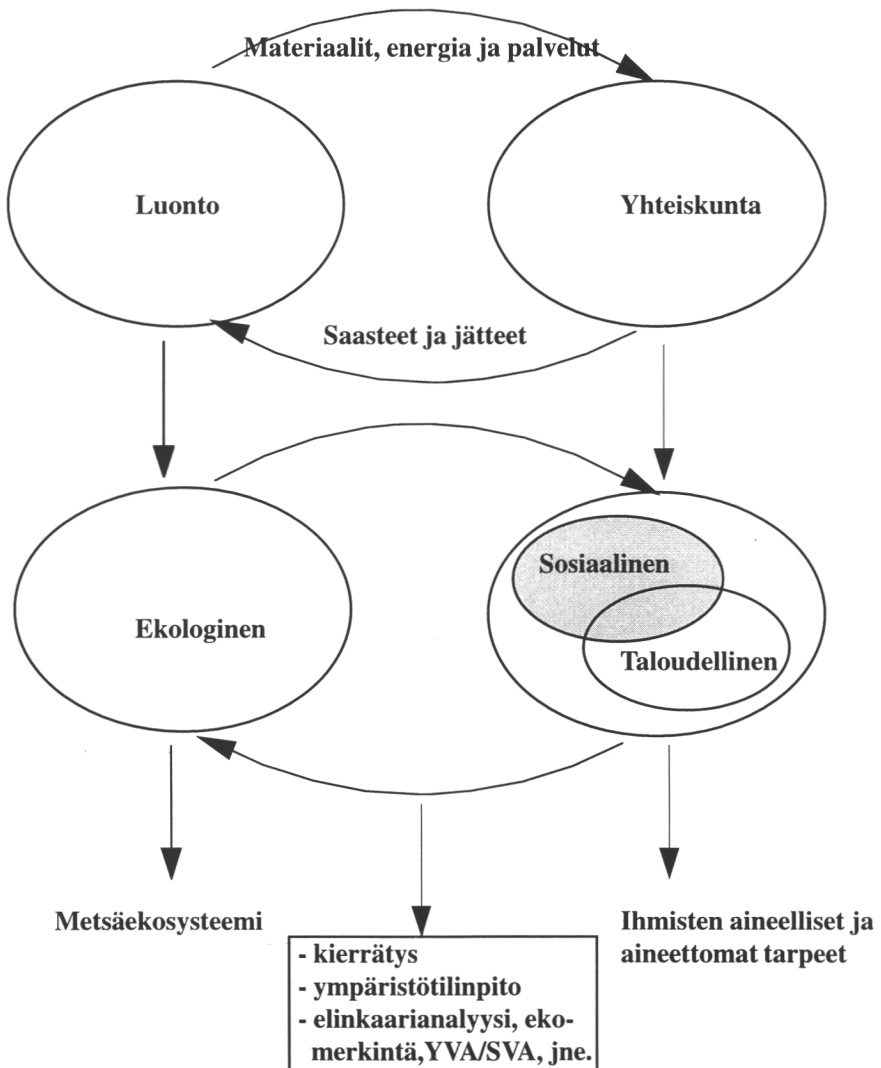 Materiaalit, energia ja palvelut
Luonto
Yhteiskunta
Saasteet ja jätteet
Sosiaalinen
Ekologinen
Taloudellinen
Metsäekosysteemi
Ihmisten aineelliset ja
aineettomat tarpeet
- kierrätys
- ympäristötilinpito
- elinkaarianalyysi, eko-
merkintä,YVA/SVA, jne.